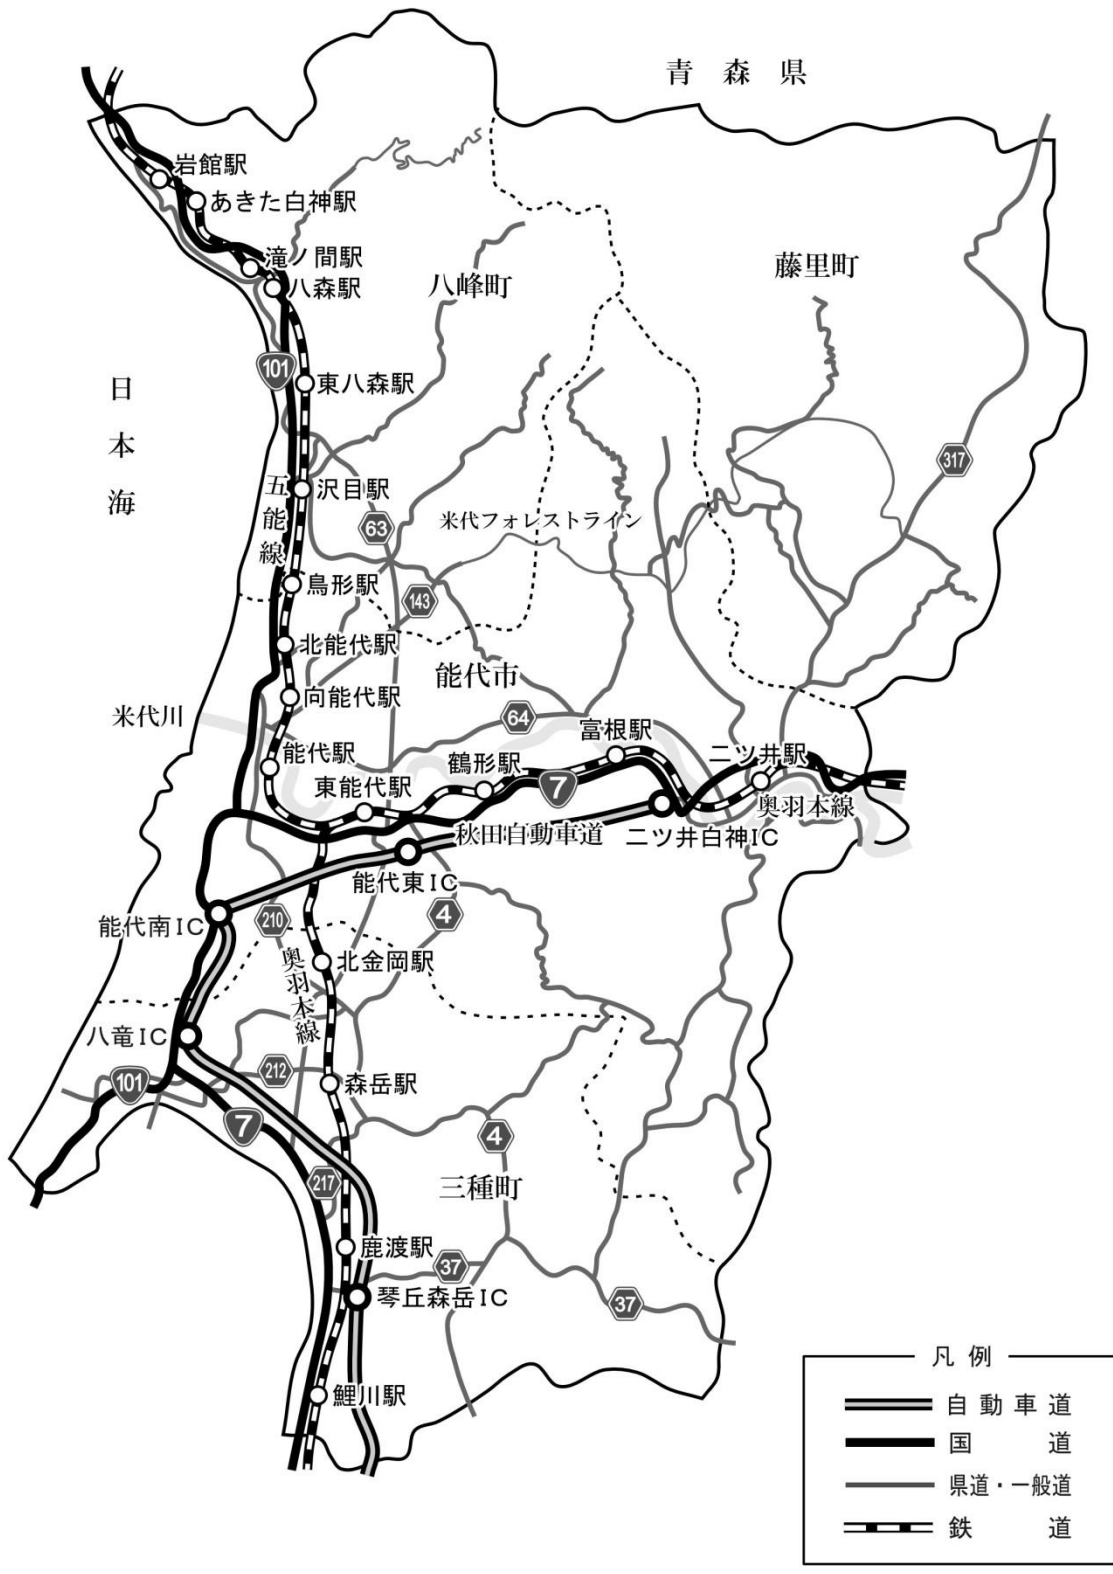 青森県
岩館駅
あきた白神駅
滝ノ間駅
八森駅
八峰町
藤里町
101
東八森駅
日本海
317
五能線
沢目駅
63
米代フォレストライン
鳥形駅
143
北能代駅
能代市
向能代駅
米代川
64
富根駅
能代駅
鶴形駅
二ツ井駅
東能代駅
7
奥羽本線
秋田自動車道
二ツ井白神IC
能代東IC
能代南IC
210
4
奥羽本線
北金岡駅
八竜IC
101
212
森岳駅
7
4
217
三種町
鹿渡駅
37
琴丘森岳IC
37
鯉川駅
凡例
自動車道
国道
県道・一般道
鉄道